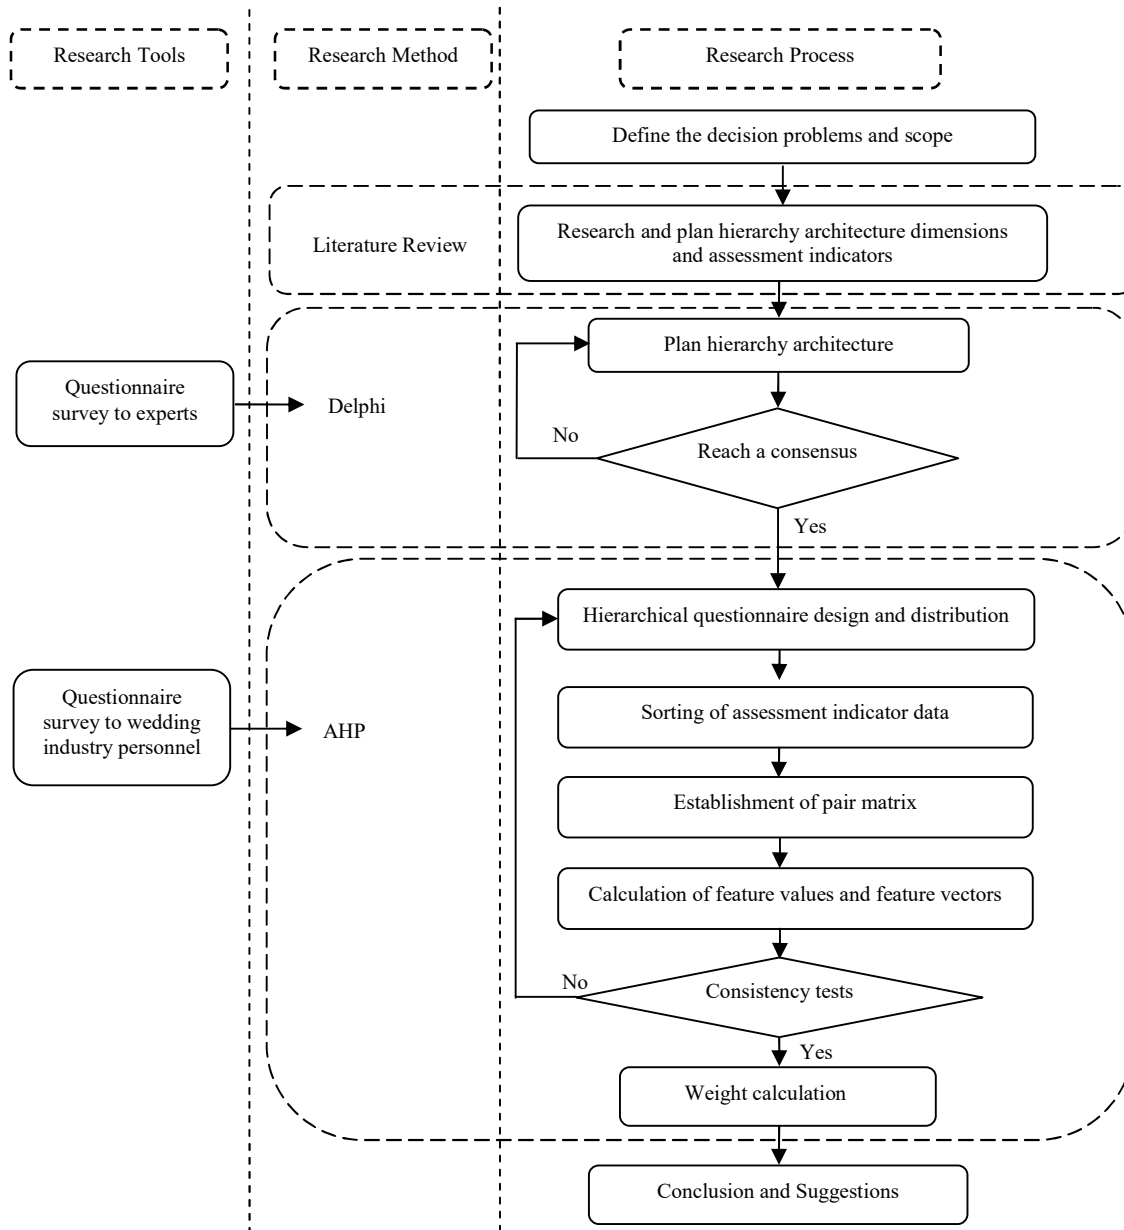 Research Tools
Research Method
Research Process
Define the decision problems and scope
Literature Review
Research and plan hierarchy architecture dimensions
and assessment indicators
Plan hierarchy architecture
Questionnaire
survey to experts
Delphi
No
Reach a consensus
Yes
Hierarchical questionnaire design and distribution
Questionnaire
survey to wedding
industry personnel
AHP
Sorting of assessment indicator data
Establishment of pair matrix
Calculation of feature values and feature vectors
No
Consistency tests
Yes
Weight calculation
Conclusion and Suggestions